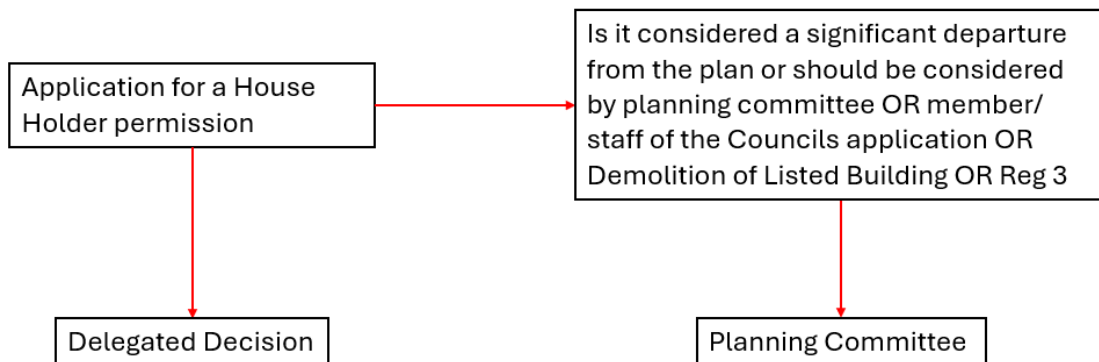 Application for a House
Holder permission
Is it considered a significant departure
from the plan or should be considered
by planning committee OR member/
staff of the Councils application OR
Demolition of Listed Building OR Reg 3
Delegated Decision
Planning Committee